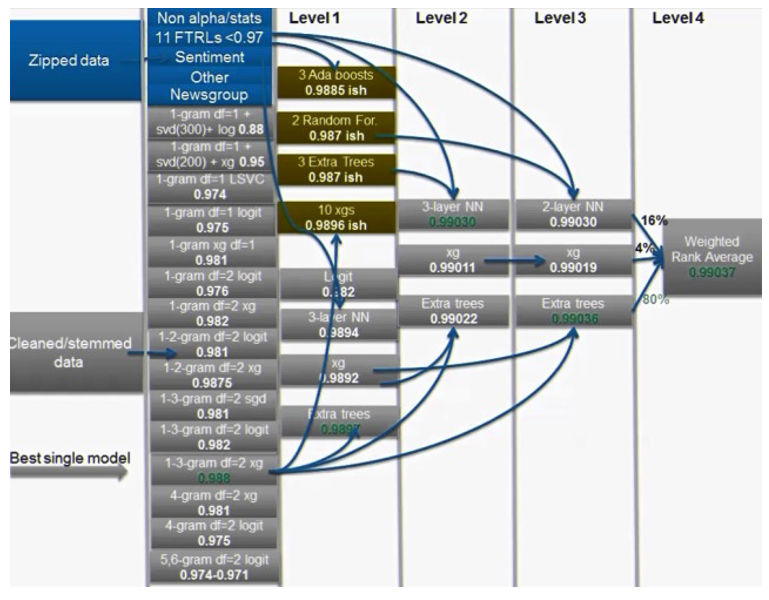 Zipped data
Cleaned/stemmed
data
Best single model
Non alpha/stats
11 FTRLs <0.97
Sentiment
Other
Newsgroup
1-gram df=1 +
svd(300)+ log 0.88
1-gram df=1 +
svd(200) + xg 0.95
1-gram df=1 LSVC
0.974
1-gram df=1 logit
0.975
1-gram xg df=1
0.981
1-gram df=2 logit
0.976
1-gram df=2 xg
0.982
1-2-gram df=2 logit
0.981
1-2-gram df=2 xg
0.9875
1-3-gram df=2 sgd
0.981
1-3-gram df=2 logit
0.982
1-3-gram df=2 xg
0.988
4-gram df=2 xg
0.981
4-gram df=2 logit
0.975
5,6-gram df=2 logit
0.974-0.971
Level 1
3 Ada boosts
0.9885 ish
2 Random For.
0.987 ish
3 Extra Trees
0.987 ish
10 xgs
0.9896 ish
Logit
3-layer NN
0.9894
xg
0.9892
Extra trees
0.9897
Level 2
3-layer NN
0.99030
xg
0.99011
Extra trees
0.99022
Level 3
2-layer NN
0.99030
xg
0.99019
Extra trees
0.99036
16%
4%
80%
Level 4
Weighted
Rank Average
0.99037